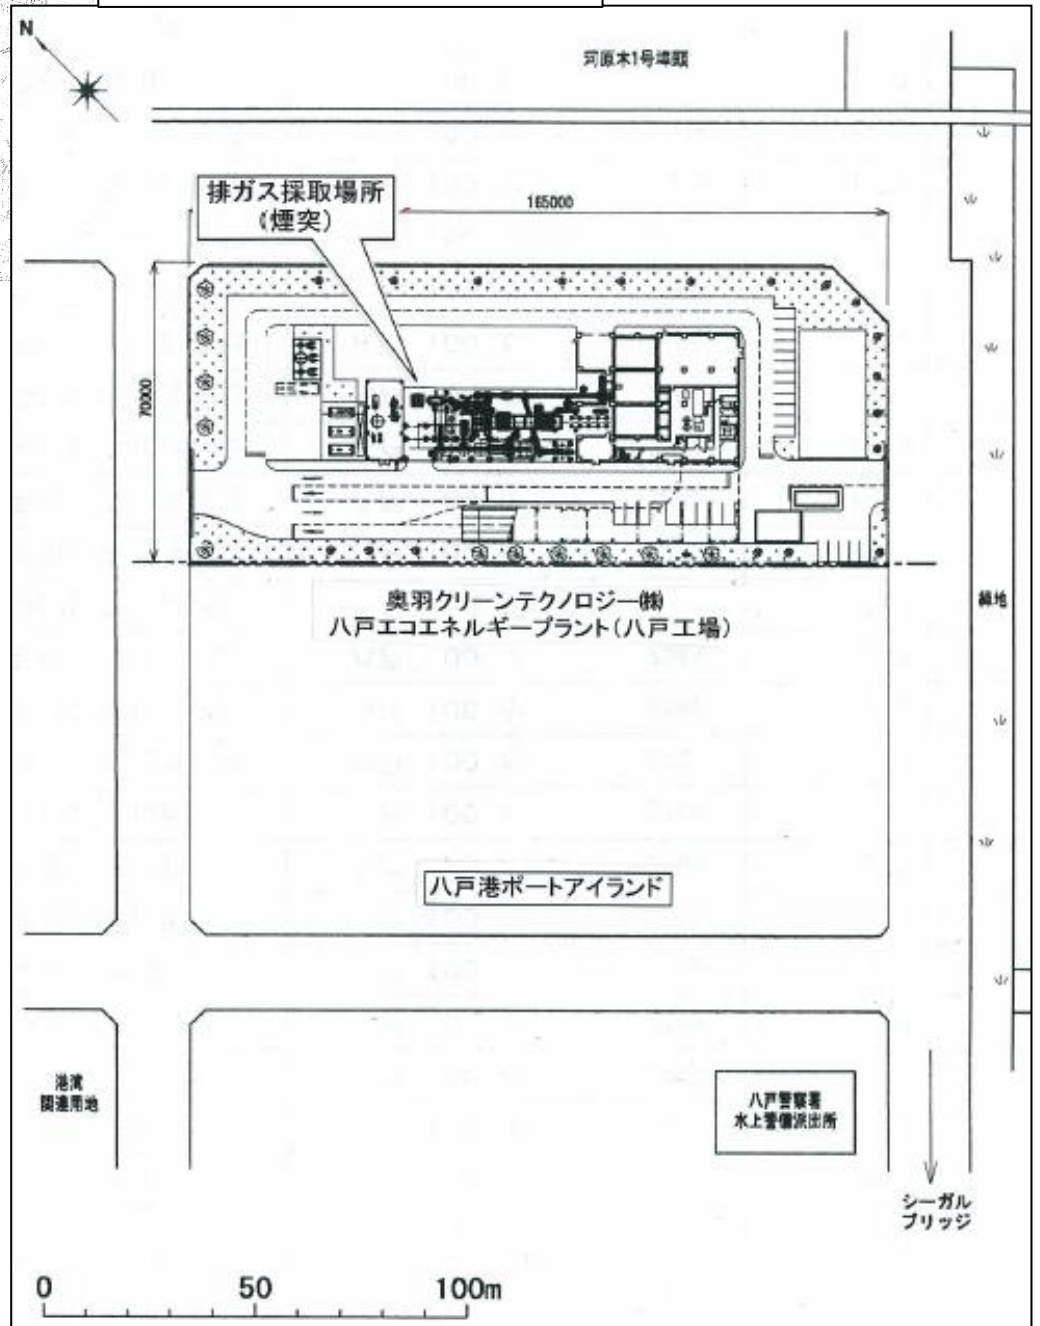 N
河原木1号埠頭
排ガス採取場所
(煙突)
165000
70000
奥羽クリーンテクノロジー㈱
八戸エコエネルギープラント(八戸工場)
緑地
八戸港ポートアイランド
港湾
関連用地
八戸警察署
水上警備派出所
シーガル
ブリッジ
0 50 100m